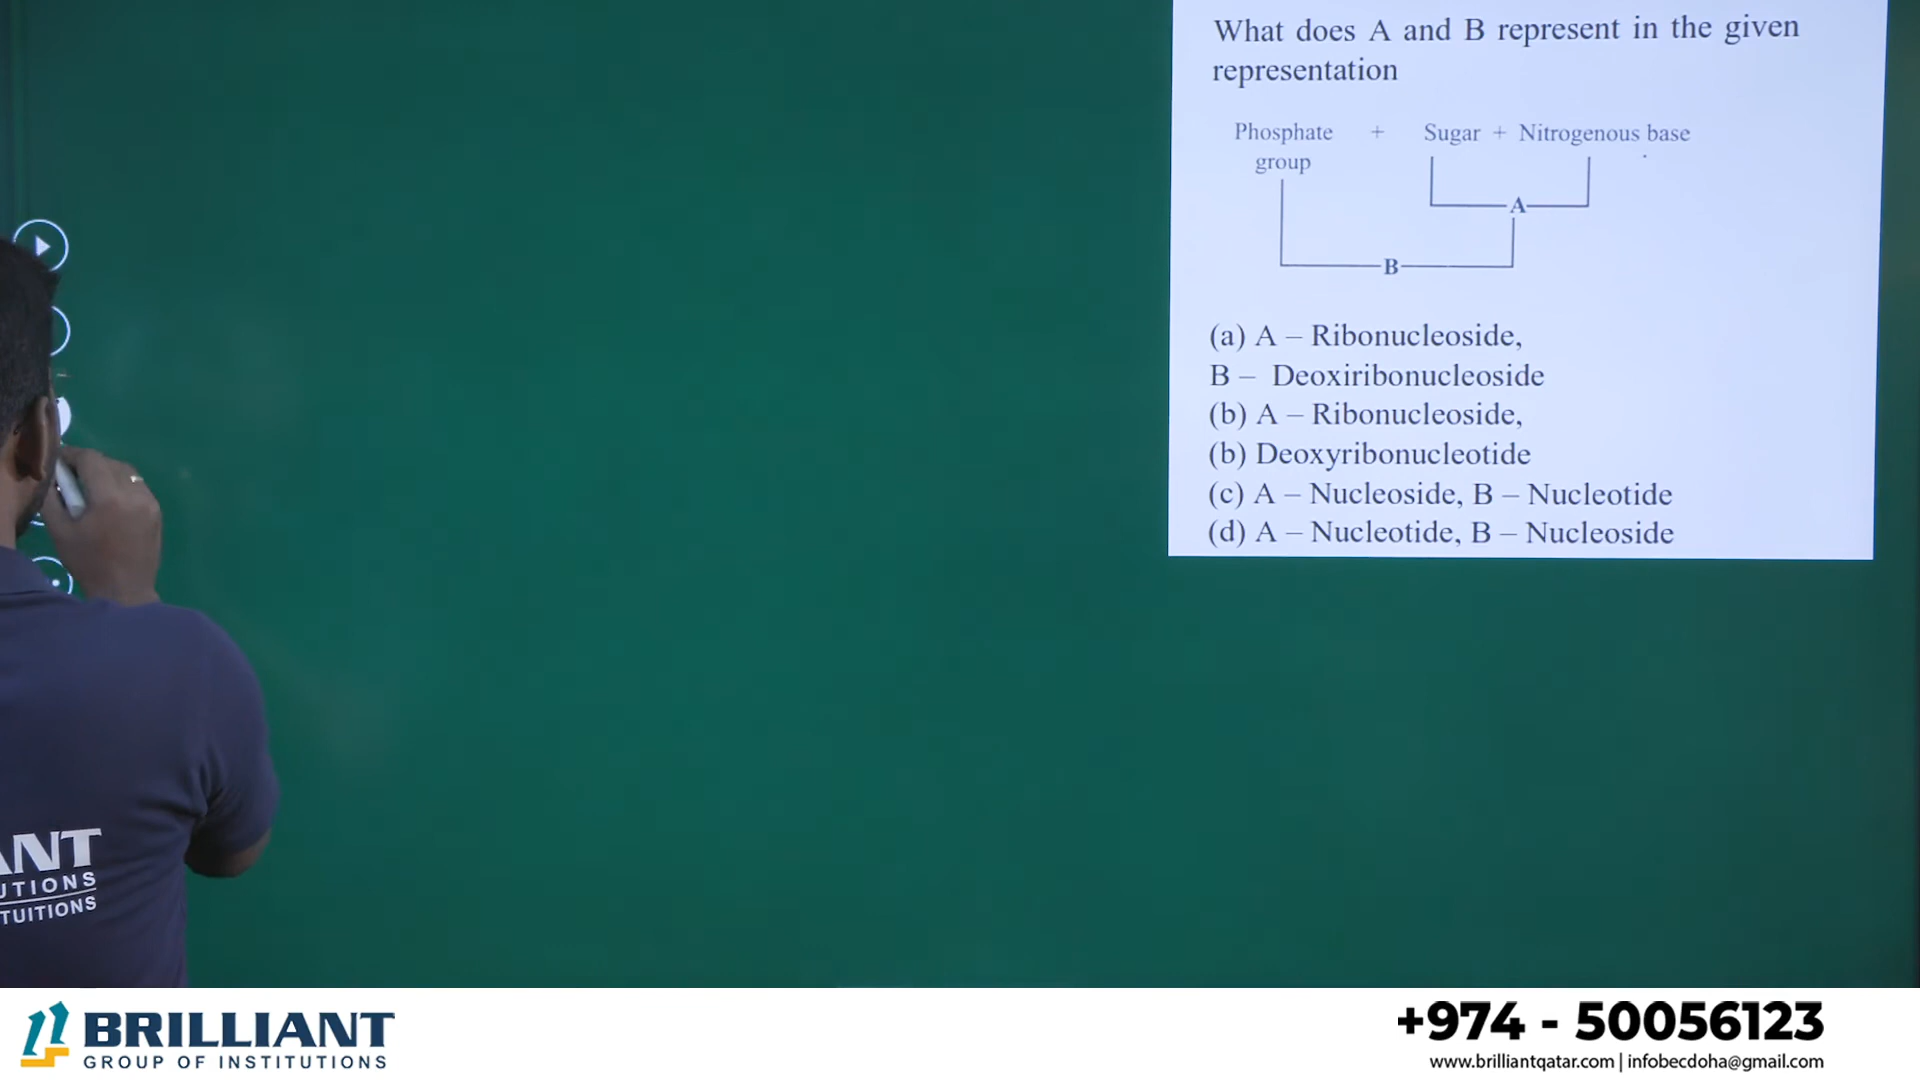 What does A and B represent in the given
representation
Phosphate + Sugar + Nitrogenous base
group
A
B
(a) A – Ribonucleoside,
B – Deoxiribonucleoside
(b) A – Ribonucleoside,
(b) Deoxyribonucleotide
(c) A – Nucleoside, B – Nucleotide
(d) A – Nucleotide, B – Nucleoside
ANT
UTIONS
TUITIONS
BRILLIANT
GROUP OF INSTITUTIONS
+974 - 50056123
www.brilliantqatar.com | infobecdoha@gmail.com